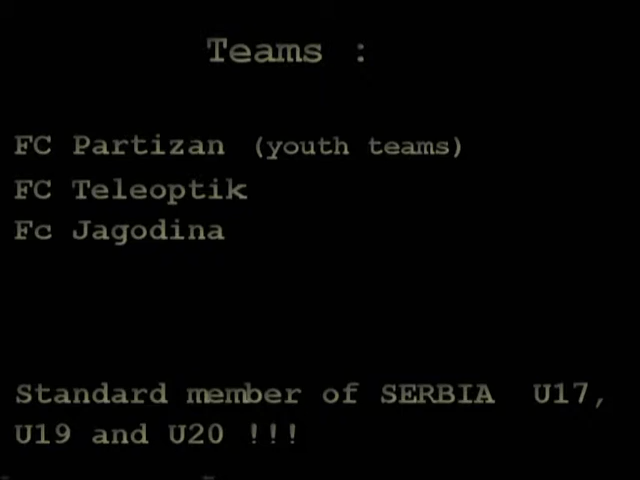 Teams :
FC Partizan (youth teams)
FC Teleoptik
Fc Jagodina
Standard member of SERBIA U17,
U19 and U20 !!!